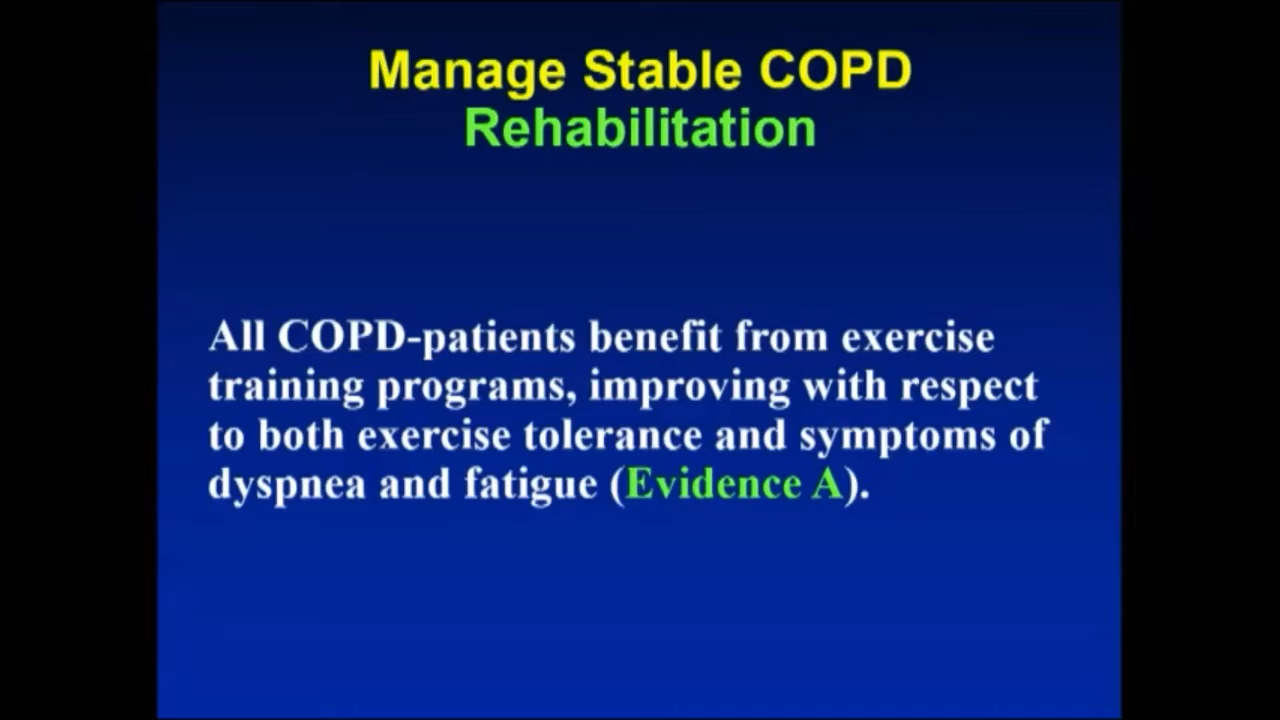 Manage Stable COPD
Rehabilitation
All COPD-patients benefit from exercise
training programs, improving with respect
to both exercise tolerance and symptoms of
dyspnea and fatigue (Evidence A).